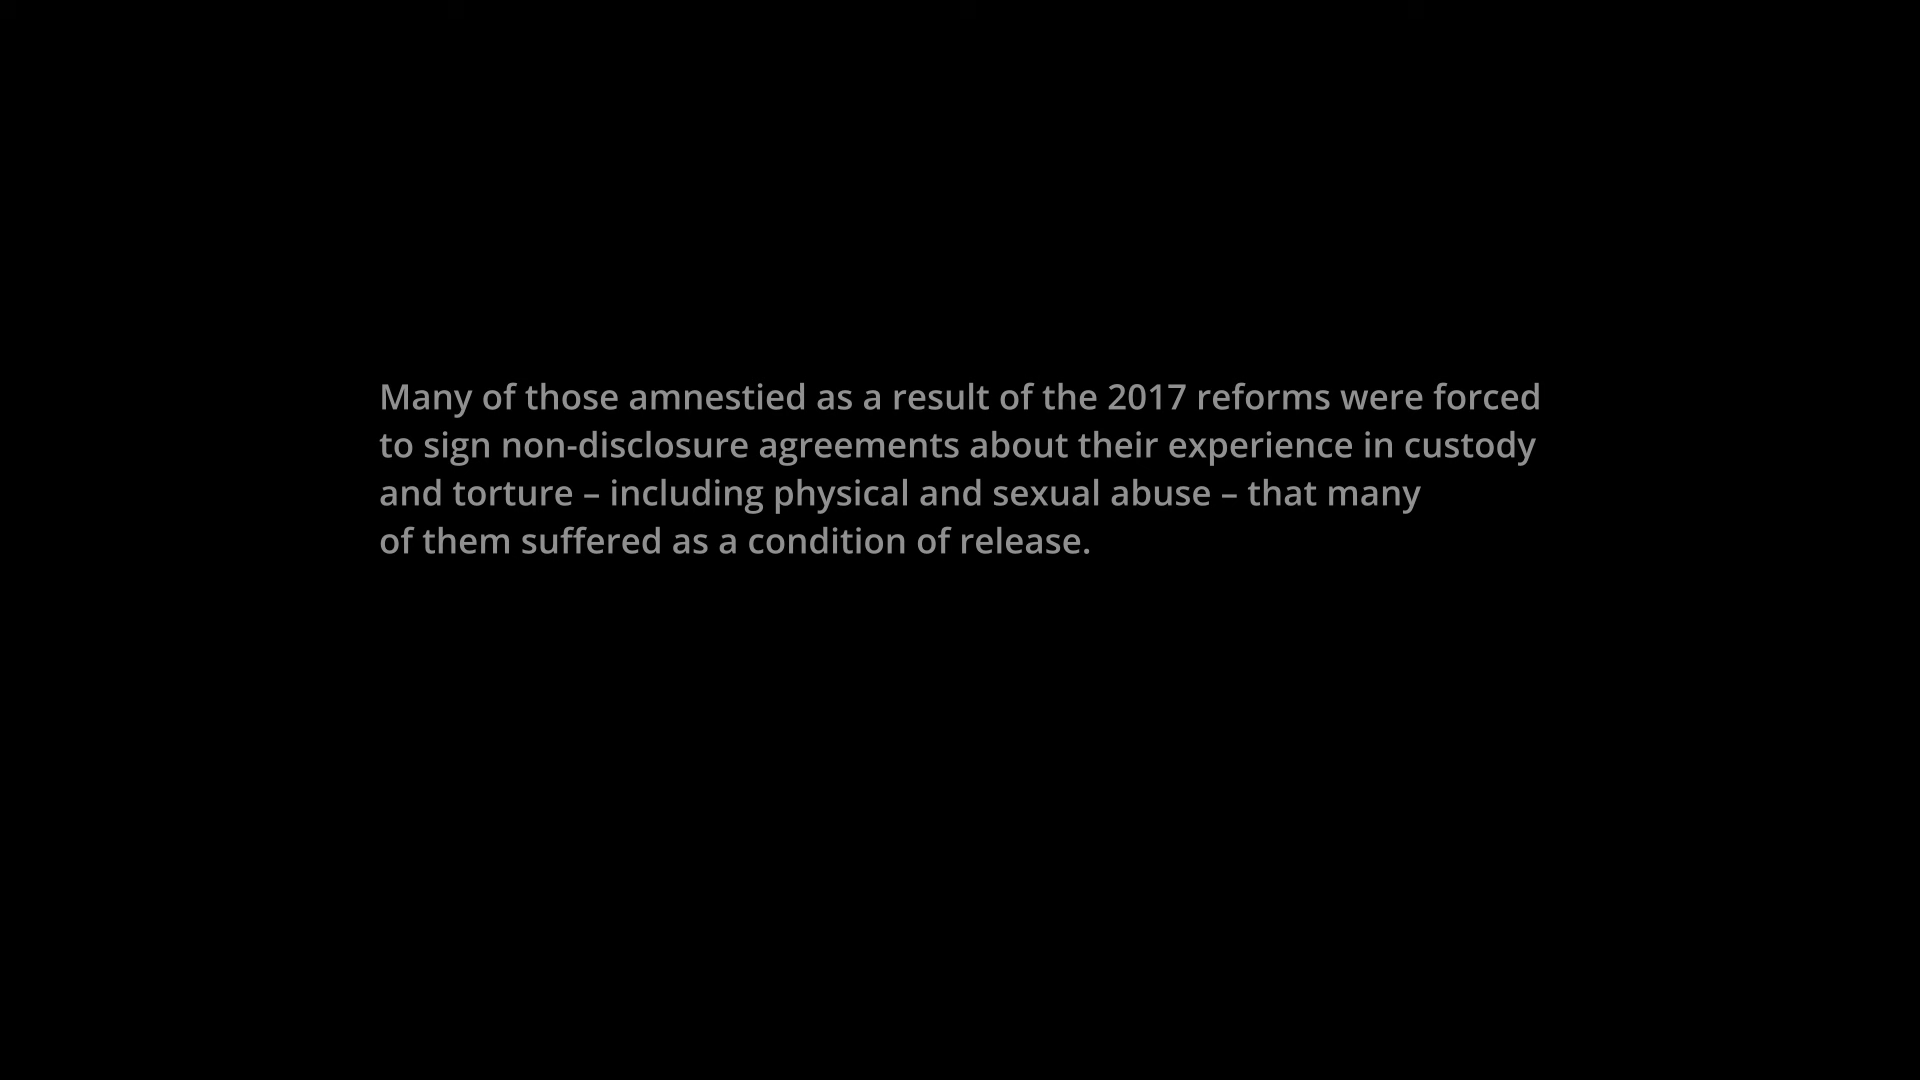 Many of those amnestied as a result of the 2017 reforms were forced
to sign non-disclosure agreements about their experience in custody
and torture – including physical and sexual abuse – that many
of them suffered as a condition of release.